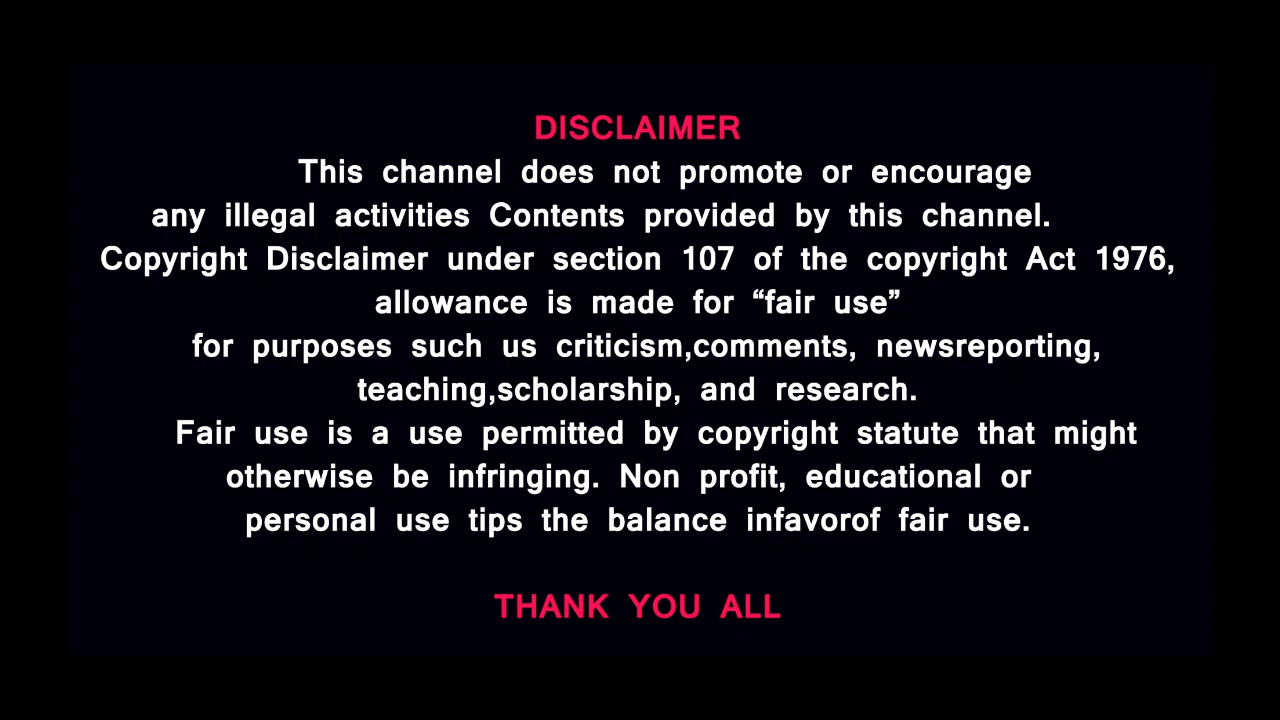 DISCLAIMER
This channel does not promote or encourage
any illegal activities Contents provided by this channel.
Copyright Disclaimer under section 107 of the copyright Act 1976,
allowance is made for “fair use”
for purposes such us criticism,comments, newsreporting,
teaching,scholarship, and research.
Fair use is a use permitted by copyright statute that might
otherwise be infringing. Non profit, educational or
personal use tips the balance infavorof fair use.
THANK YOU ALL